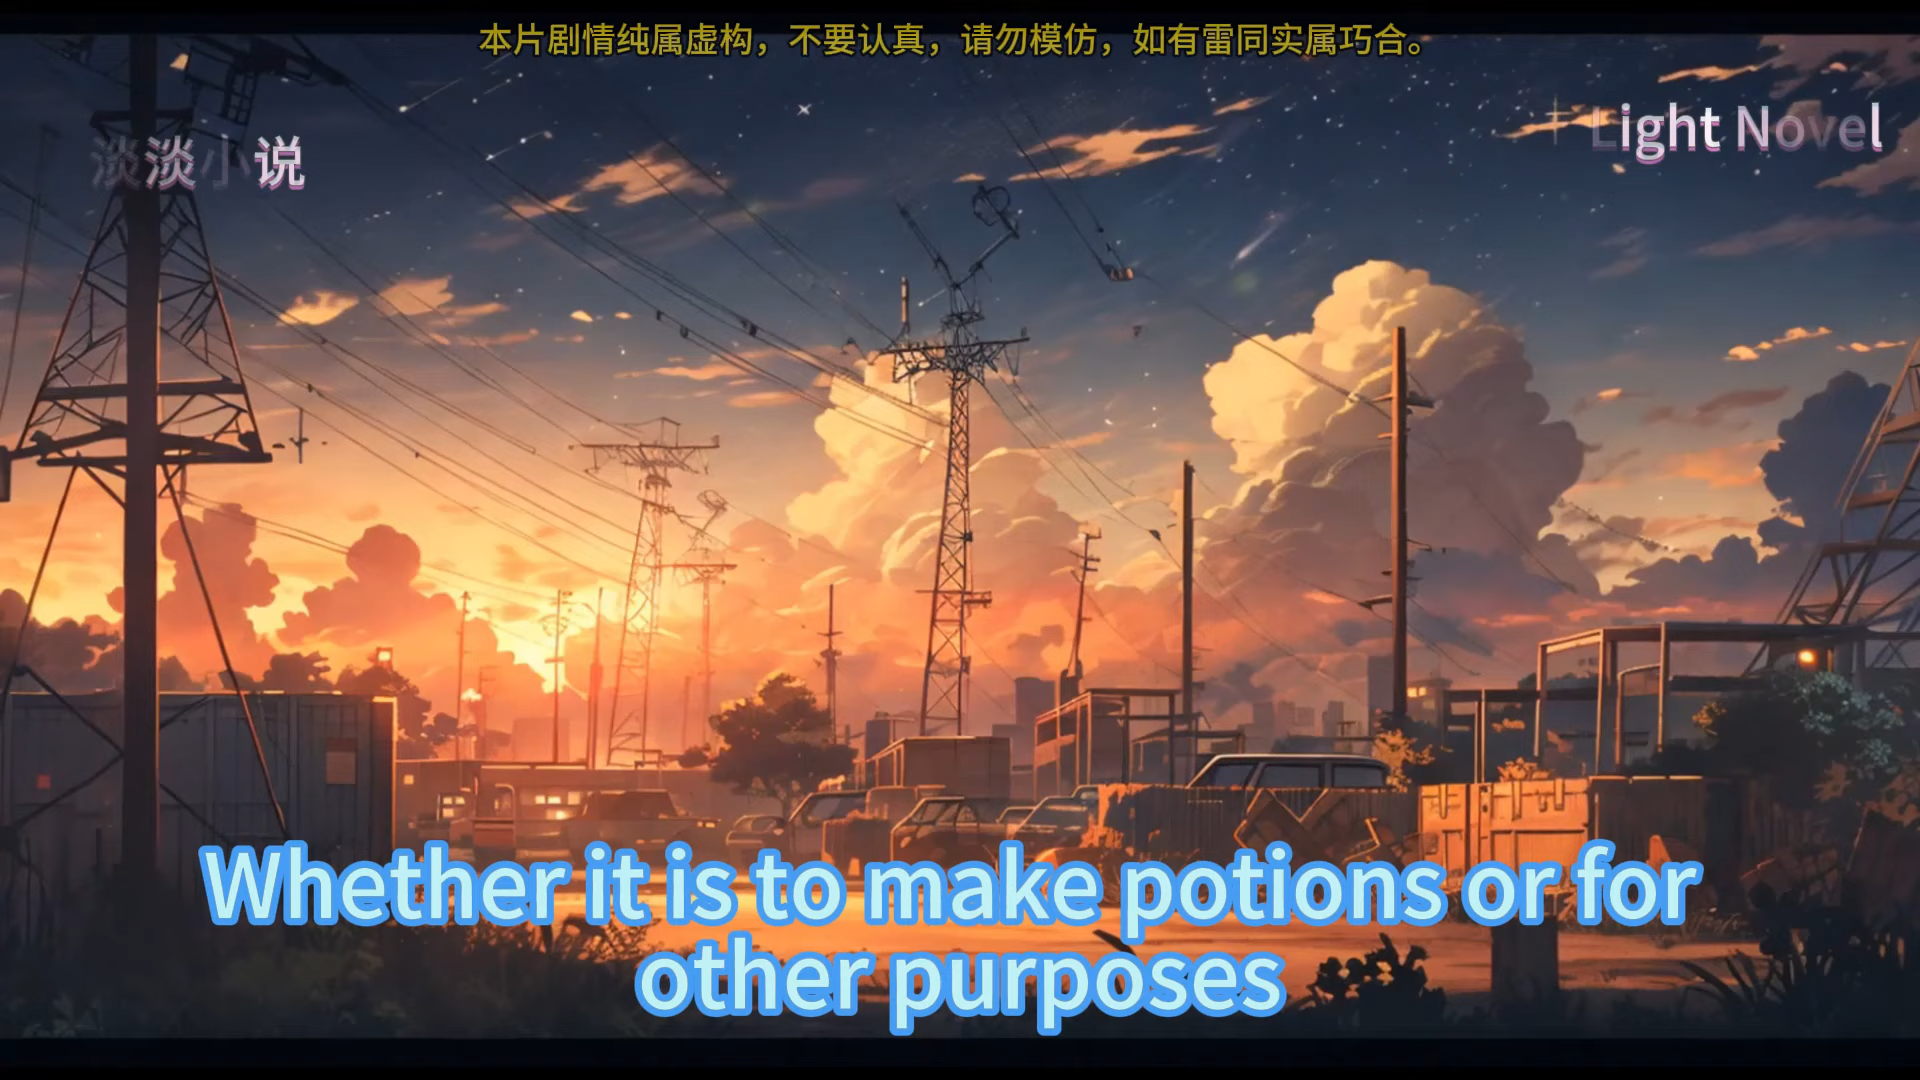 本片剧情纯属虚构，不要认真，请勿模仿，如有雷同实属巧合。
淡淡小说
Light Novel
Whether it is to make potions or for
other purposes